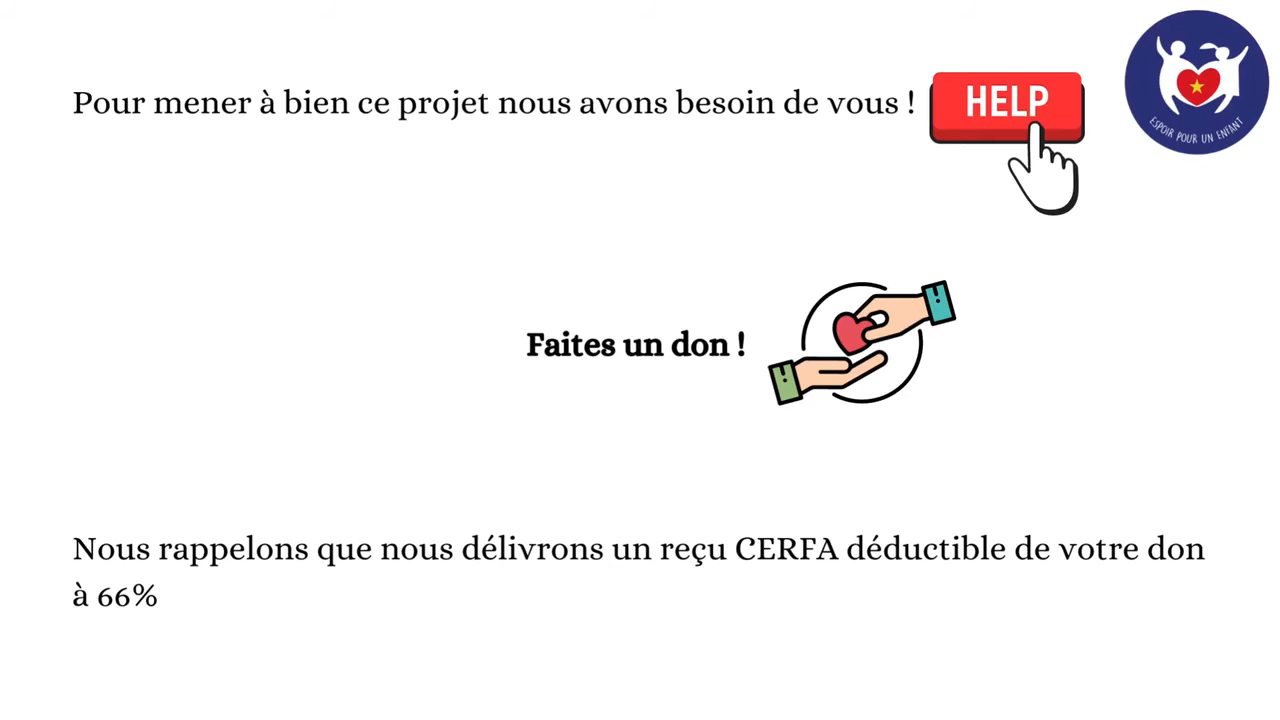 Pour mener à bien ce projet nous avons besoin de vous !
HELP
ESPOIR POUR UN ENFANT
Faites un don !
Nous rappelons que nous délivrons un reçu CERFA déductible de votre don
à 66%